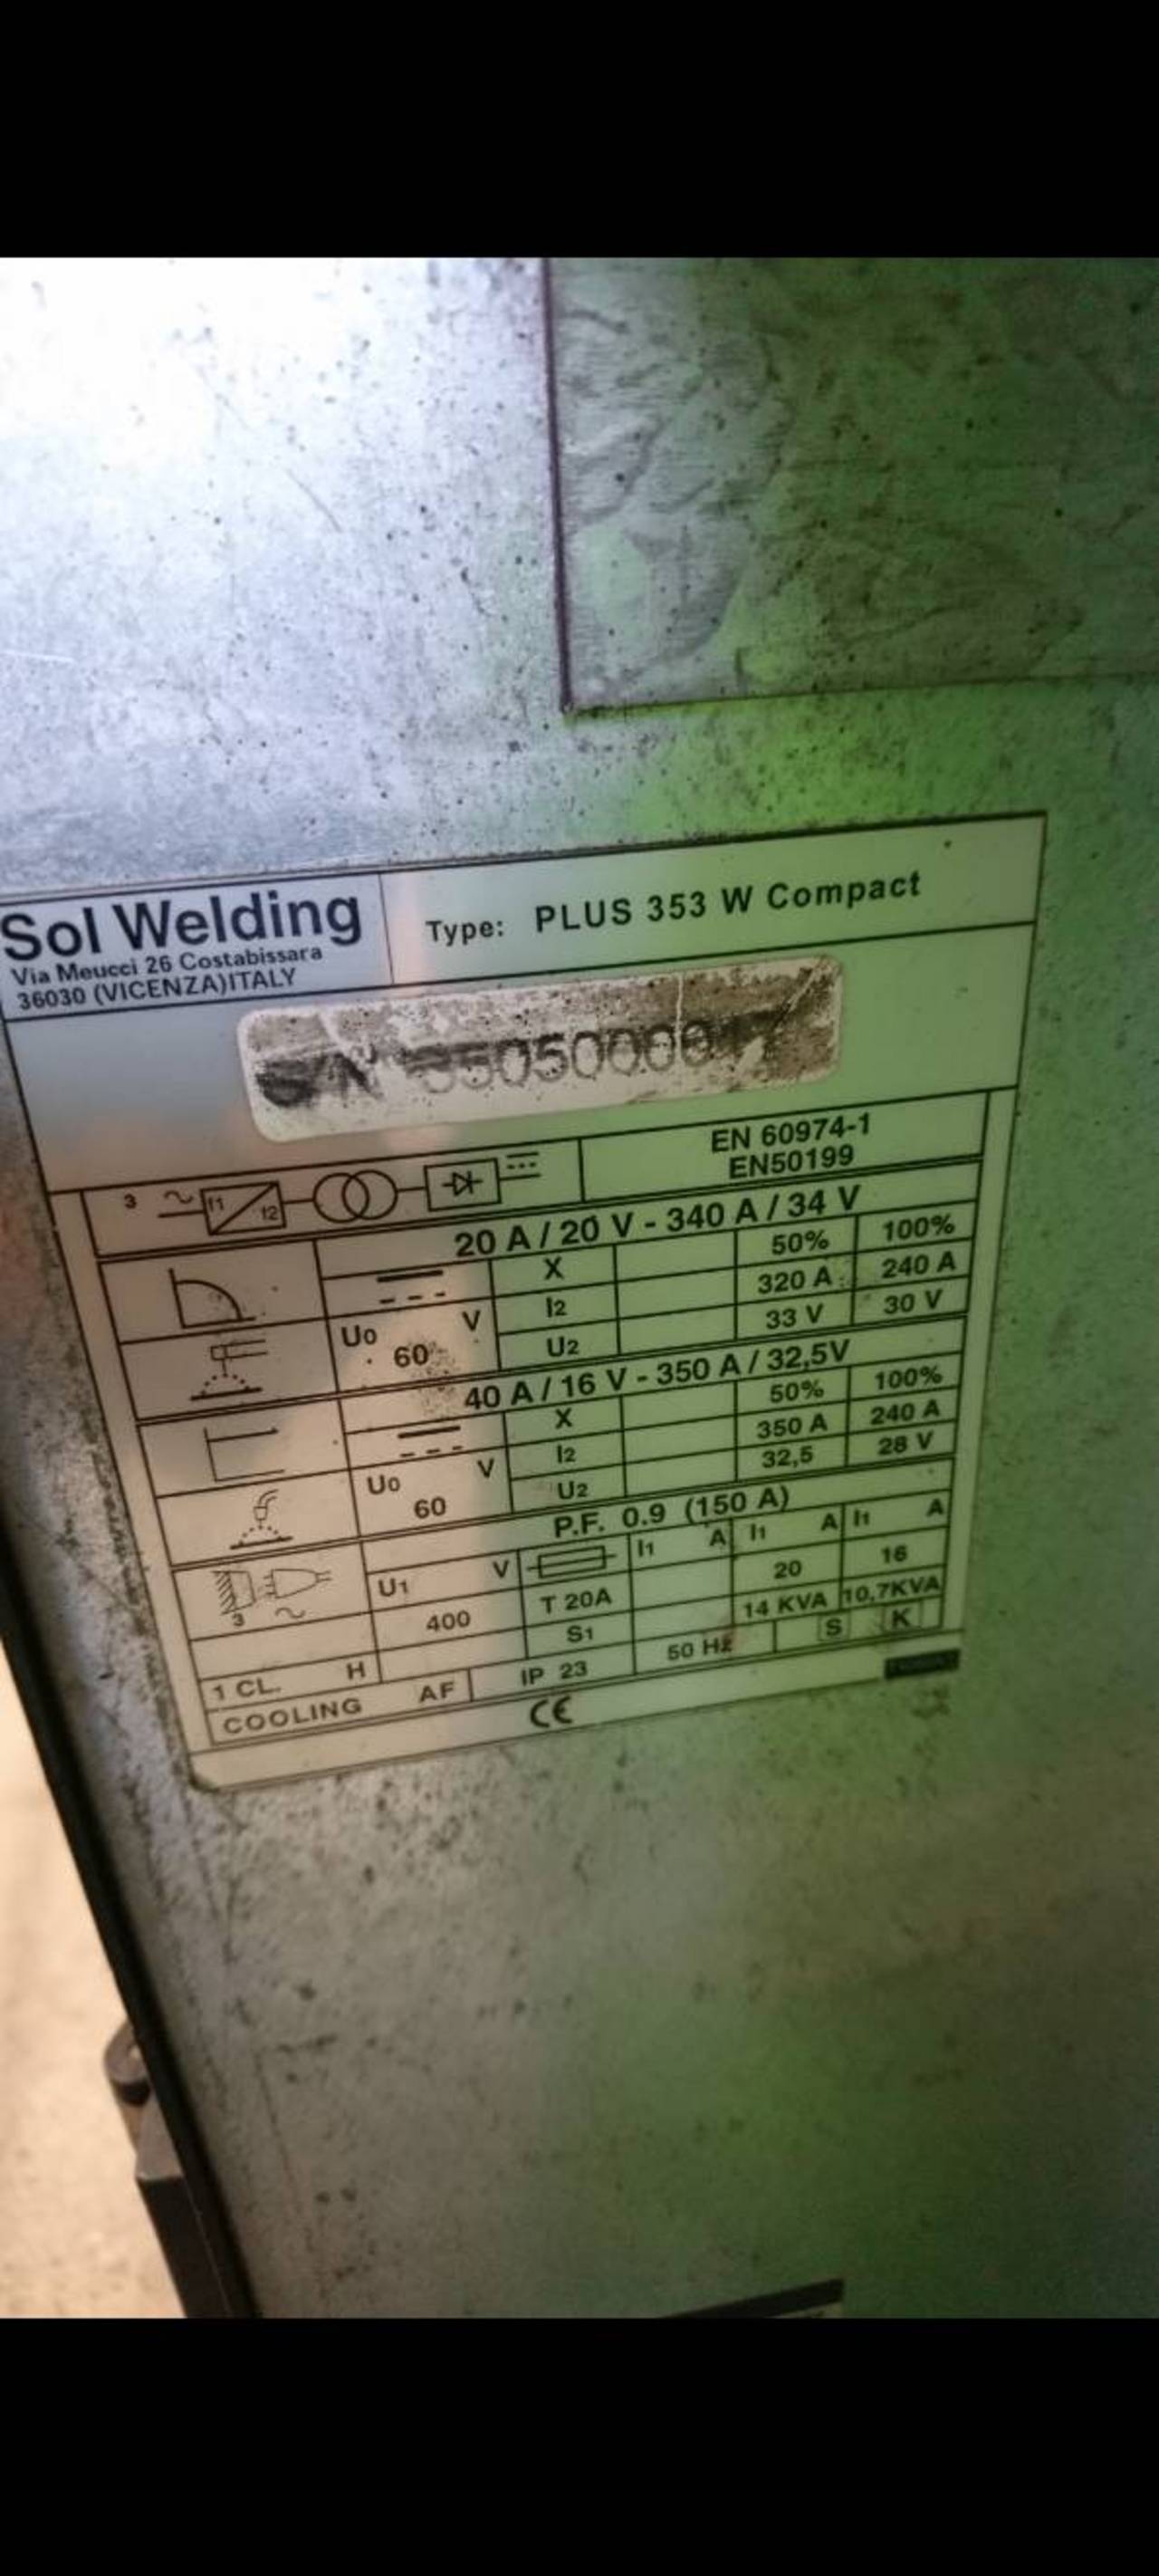 Sol Welding
Via Meucci 26 Costabissara
36030 (VICENZA)ITALY
Type: PLUS 353 W Compact
S/N
EN 60974-1
EN50199
3 ~ f1 f2
20 A / 20 V - 340 A / 34 V
X 50% 100%
I2 320 A 240 A
U0 60 V
U2 33 V 30 V
40 A / 16 V - 350 A / 32,5V
X 50% 100%
I2 350 A 240 A
U0 60 V
U2 32,5 28 V
P.F. 0.9 (150 A)
3 ~
U1 V I1 A I1 A I1 A
400 T 20A 20 16
S1 14 KVA 10,7KVA
1 CL. H
COOLING AF IP 23 50 Hz S K
CE